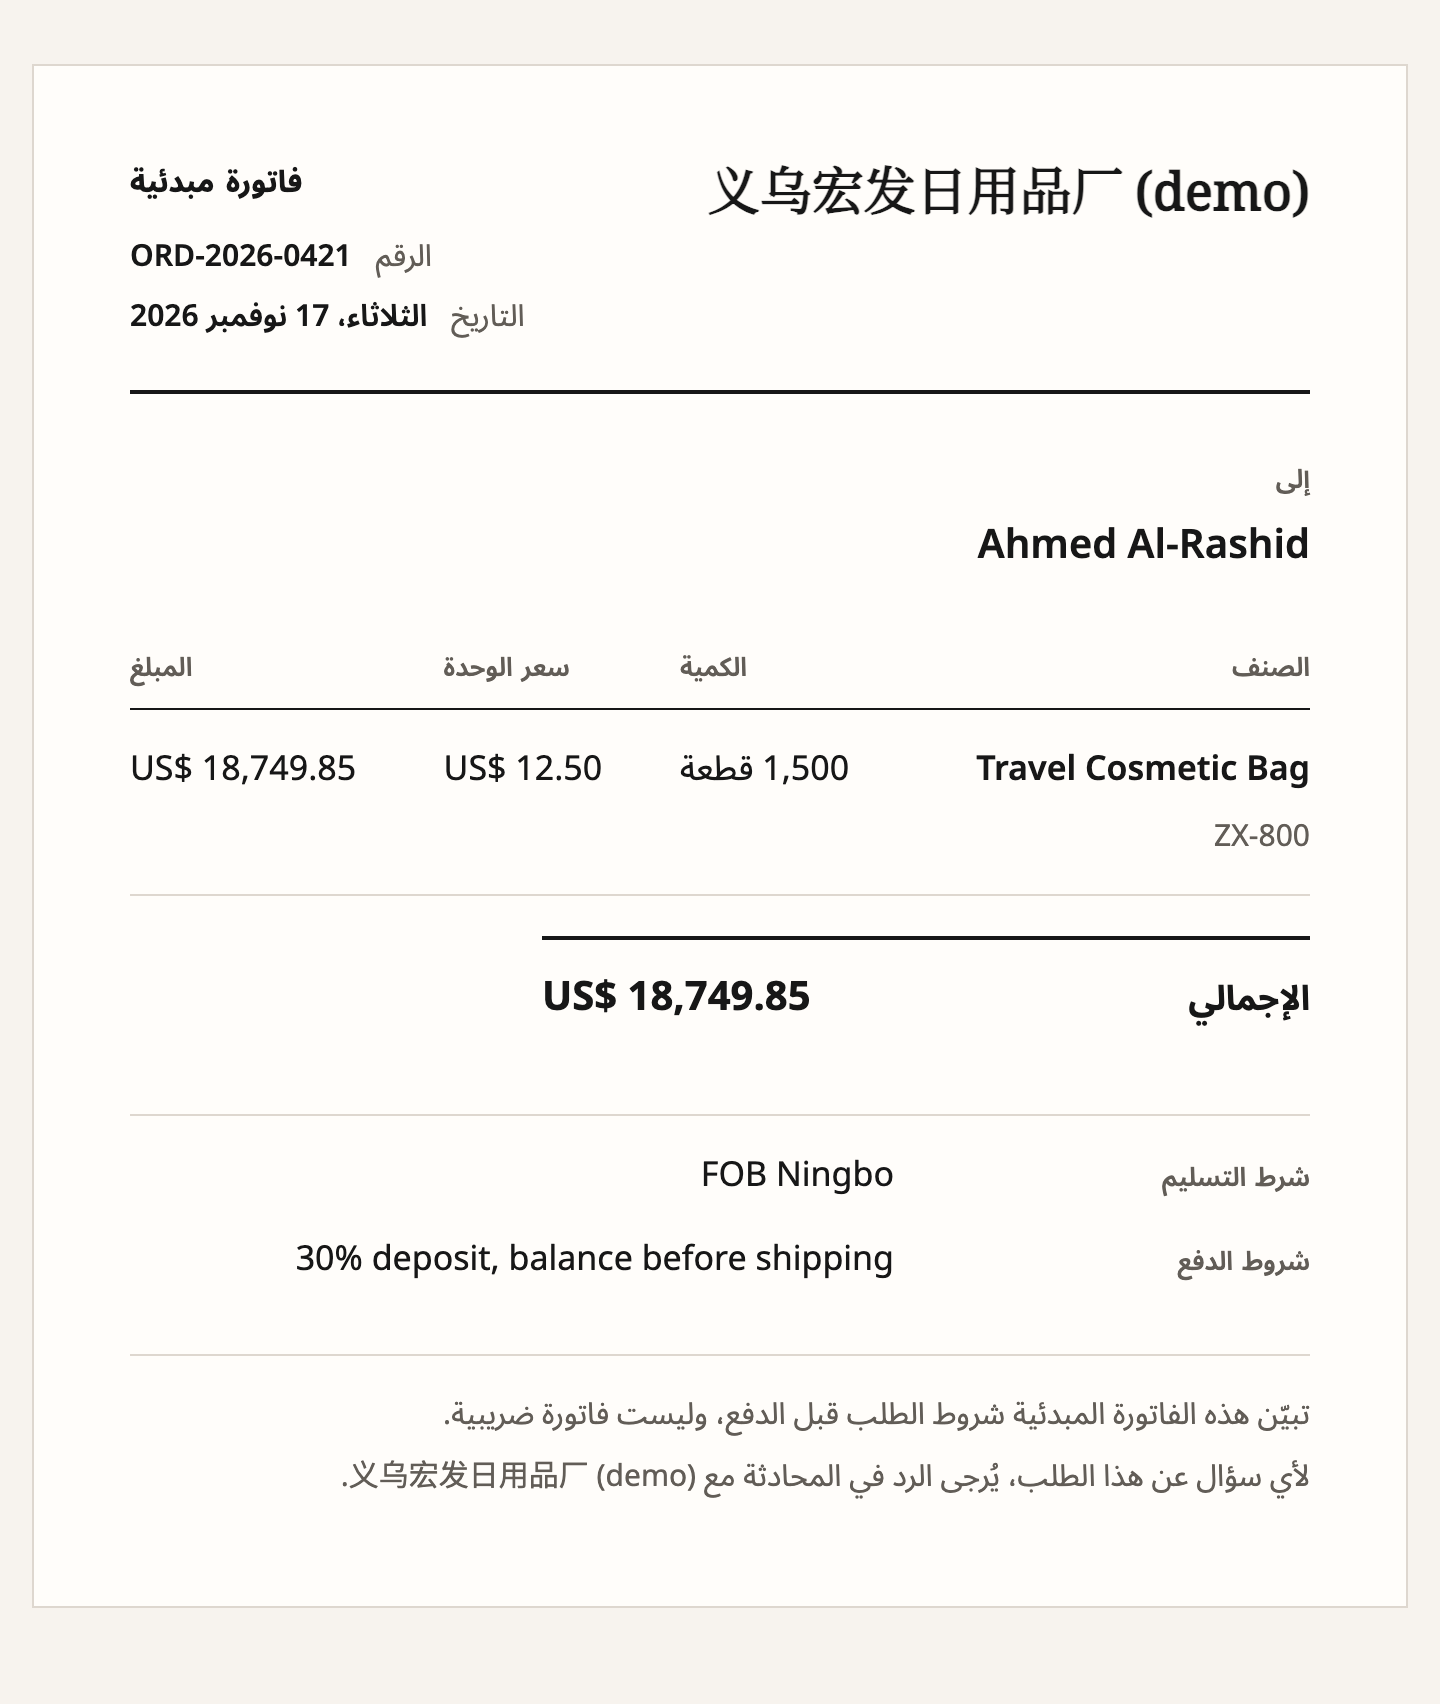 义乌宏发日用品厂 (demo)
فاتورة مبدئية
الرقم ORD-2026-0421
التاريخ الثلاثاء، 17 نوفمبر 2026
إلى
Ahmed Al-Rashid
الصنف الكمية سعر الوحدة المبلغ
Travel Cosmetic Bag 1,500 قطعة US$ 12.50 US$ 18,749.85
ZX-800
الإجمالي US$ 18,749.85
شرط التسليم FOB Ningbo
شروط الدفع 30% deposit, balance before shipping
تبيّن هذه الفاتورة المبدئية شروط الطلب قبل الدفع، وليست فاتورة ضريبية.
لأي سؤال عن هذا الطلب، يُرجى الرد في المحادثة مع 义乌宏发日用品厂 (demo).